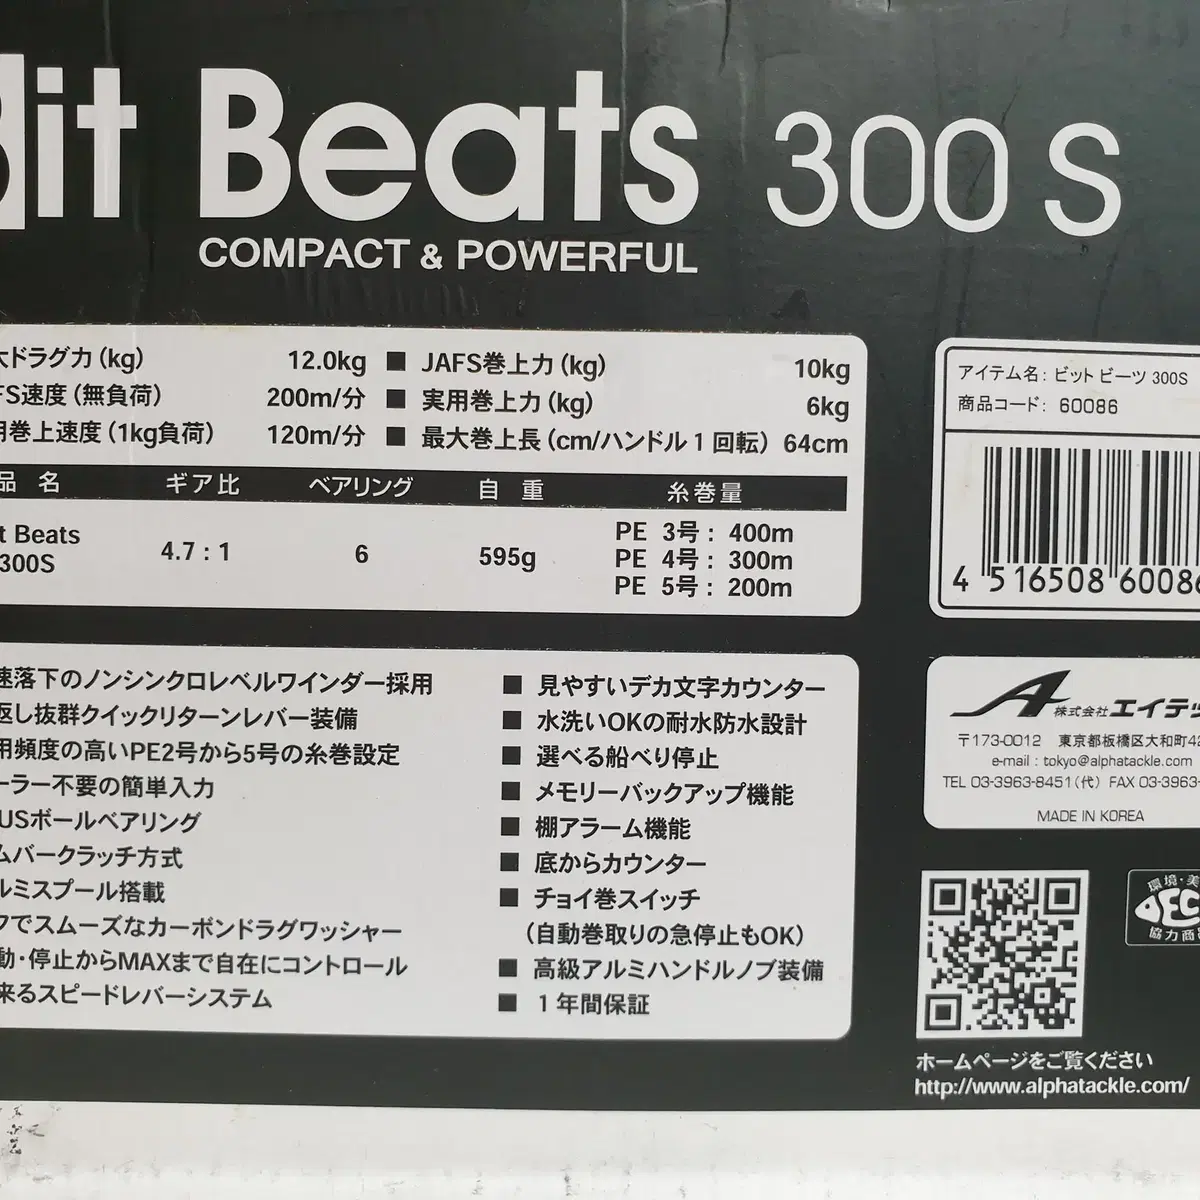 Bit Beats 300 S
COMPACT & POWERFUL
大ドラグ力(kg) 12.0kg ■ JAFS巻上力(kg) 10kg
FS速度(無負荷) 200m/分 ■ 実用巻上力(kg) 6kg
用巻上速度(1kg負荷) 120m/分 ■ 最大巻上長(cm/ハンドル1回転) 64cm
品名 ギア比 ベアリング 自重 糸巻量
t Beats
300S
4.7:1 6 595g
PE 3号: 400m
PE 4号: 300m
PE 5号: 200m
アイテム名: ビット ビーツ 300S
商品コード: 60086
4 516508 60086
速落下のノンシンクロレベルワインダー採用
返し抜群クイックリターンレバー装備
用頻度の高いPE2号から5号の糸巻設定
ーラー不要の簡単入力
USボールベアリング
ムバークラッチ方式
ルミスプール搭載
フでスムーズなカーボンドラグワッシャー
動・停止からMAXまで自在にコントロール
来るスピードレバーシステム
■ 見やすいデカ文字カウンター
■ 水洗いOKの耐水防水設計
■ 選べる船べり停止
■ メモリーバックアップ機能
■ 棚アラーム機能
■ 底からカウンター
■ チョイ巻スイッチ
(自動巻取りの急停止もOK)
■ 高級アルミハンドルノブ装備
■ 1年間保証
株式会社エイテッ
〒173-0012 東京都板橋区大和町42
e-mail : tokyo@alphatackle.com
TEL 03-3963-8451(代) FAX 03-3963-
MADE IN KOREA
環境・美
EC
協力商品
ホームページをご覧ください
http://www.alphatackle.com/